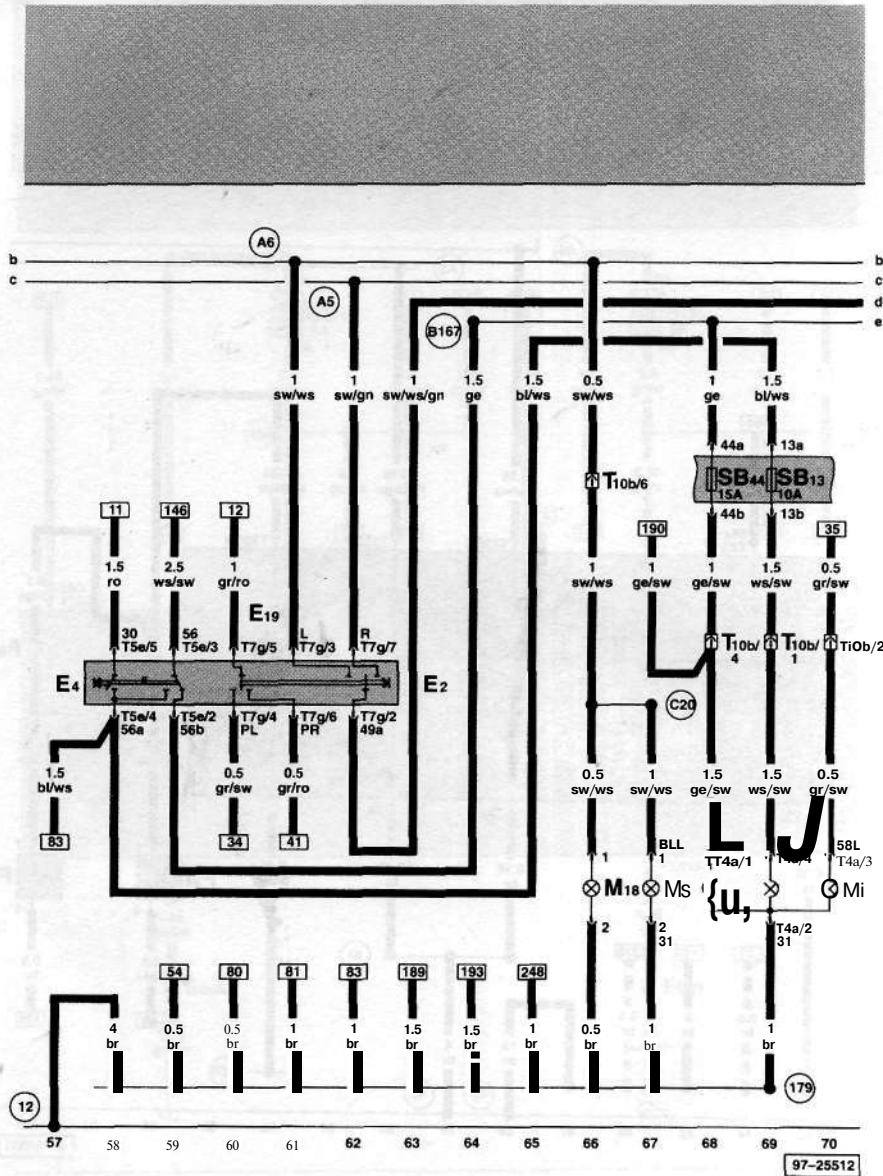 A6
b b
c c
A5 d
B167 e
1 1 1 1.5 1.5 0.5 1 1.5
sw/ws sw/gn sw/ws/gn ge bl/ws sw/ws ge bl/ws
44a 13a
T10b/6 SB44 SB13
15A 10A
11 146 12 44b 13b
190 35
1.5 2.5 1 1 1 1 1.5 0.5
ro ws/sw gr/ro sw/ws ge/sw ge/sw ws/sw gr/sw
E19
30 56 L R
T5e/5 T5e/3 T7g/5 T7g/3 T7g/7 T10b/ T10b/ TiOb/2
4 1
E4 E2
T5e/4 T5e/2 T7g/4 T7g/6 T7g/2 C20
56a 56b PL PR 49a
1.5 0.5 0.5 0.5 1 1.5 1.5 0.5
bl/ws gr/sw gr/ro sw/ws sw/ws ge/sw ws/sw gr/sw
83 34 41 L J
BLL 58L
1 1 TT4a/1 T4a/3
M18 Ms {u, Mi
2 2 T4a/2
31 31
54 80 81 83 189 193 248
4 0.5 0.5 1 1 1.5 1.5 1 0.5 1 1
br br br br br br br br br br br
179
12
57 58 59 60 61 62 63 64 65 66 67 68 69 70
97-25512